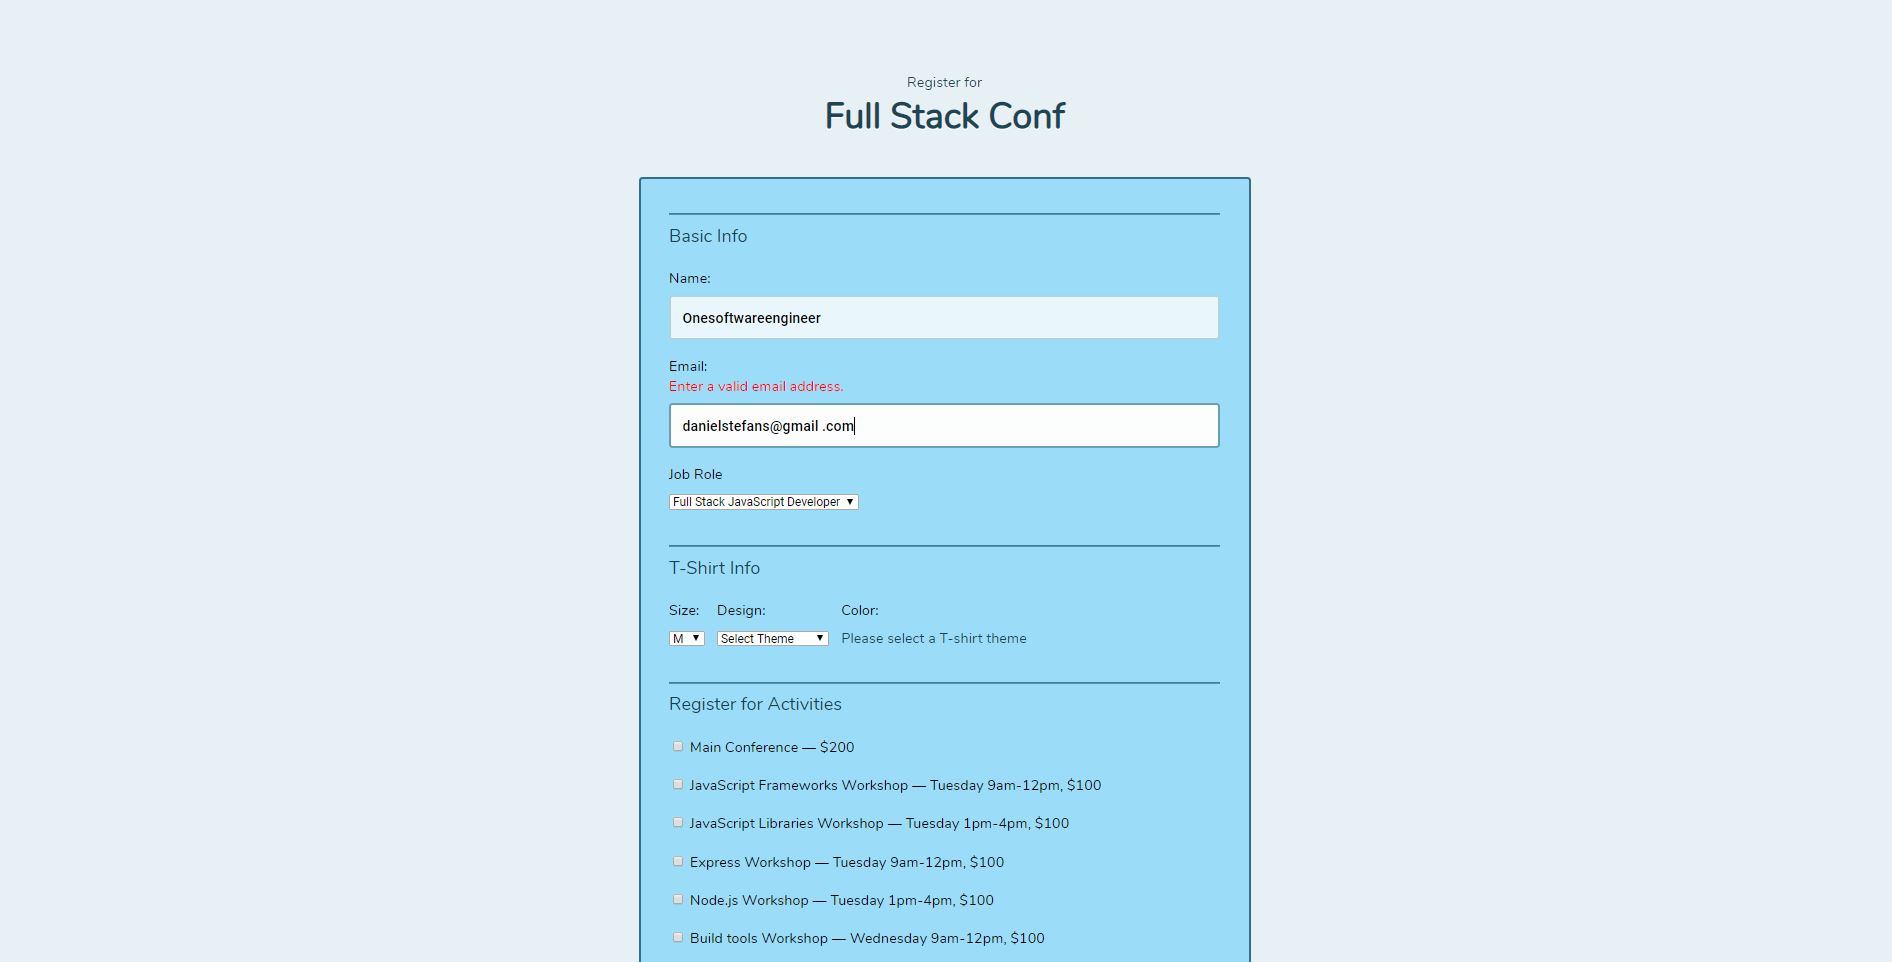 Register for
Full Stack Conf
Basic Info
Name:
Onesoftwareengineer
Email:
Enter a valid email address.
danielstefans@gmail .com
Job Role
Full Stack JavaScript Developer
T-Shirt Info
Size: Design: Color:
M Select Theme Please select a T-shirt theme
Register for Activities
Main Conference — $200
JavaScript Frameworks Workshop — Tuesday 9am-12pm, $100
JavaScript Libraries Workshop — Tuesday 1pm-4pm, $100
Express Workshop — Tuesday 9am-12pm, $100
Node.js Workshop — Tuesday 1pm-4pm, $100
Build tools Workshop — Wednesday 9am-12pm, $100